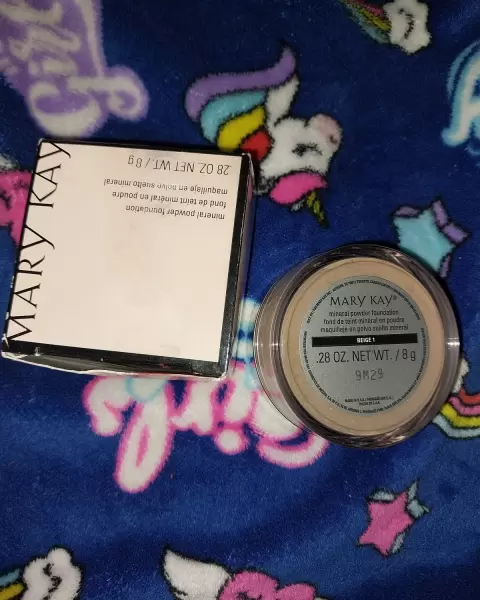 Girl
MARY KAY
mineral powder foundation
fond de teint minéral en poudre
maquillaje en polvo suelto mineral
.28 OZ. NET WT. / 8 g
MARY KAY®
mineral powder foundation
fond de teint minéral en poudre
maquillaje en polvo suelto mineral
BEIGE 1
.28 OZ. NET WT. / 8 g
9M29
Girls